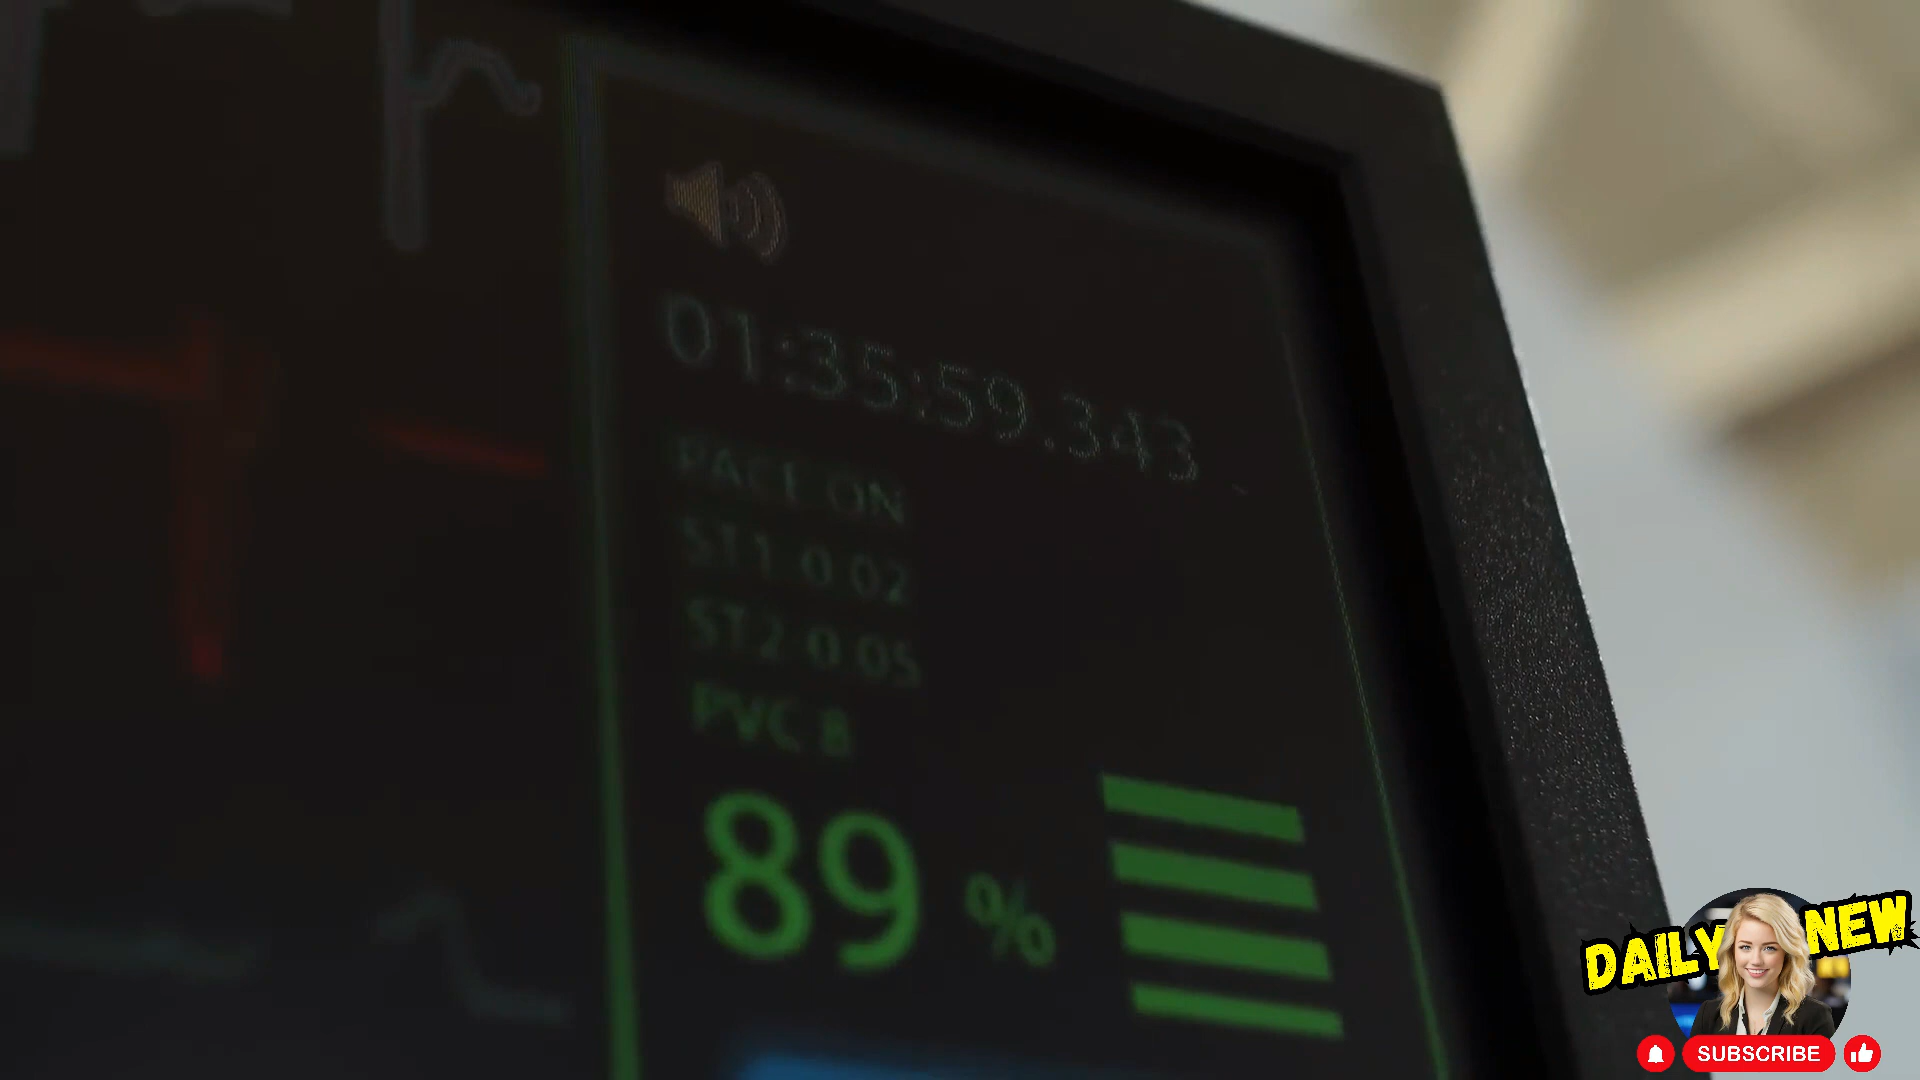 01:35:59.343
PACE ON
ST1 0 02
ST2 0 05
PVC 8
89 %
DAILY NEW
SUBSCRIBE